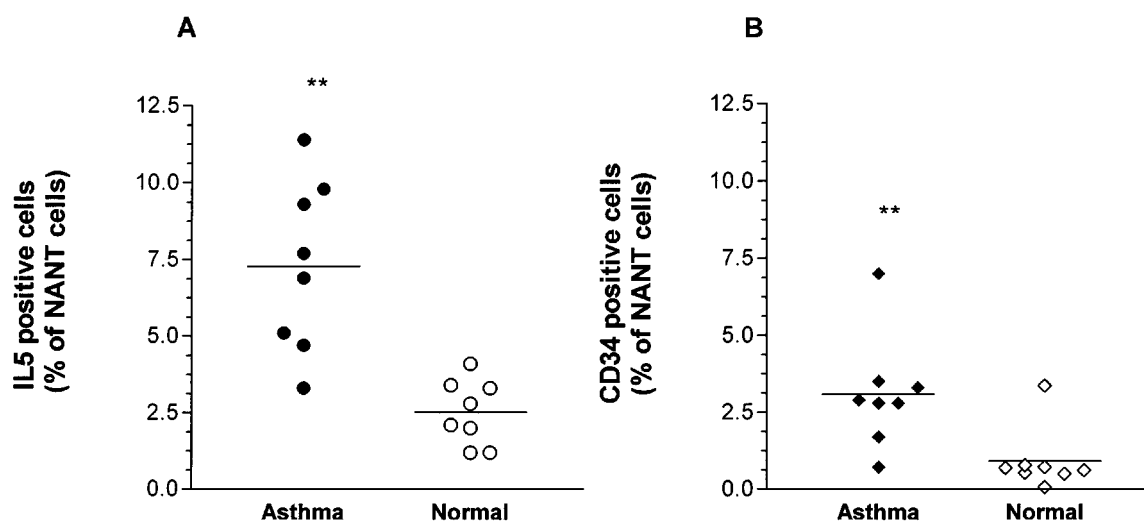 A
**
12.5
10.0
7.5
5.0
2.5
0.0
IL5 positive cells
(% of NANT cells)
Asthma
Normal
B
**
12.5
10.0
7.5
5.0
2.5
0.0
CD34 positive cells
(% of NANT cells)
Asthma
Normal